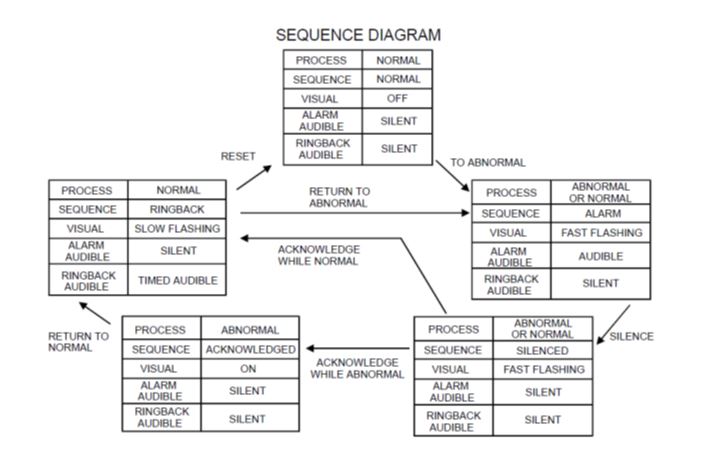 SEQUENCE DIAGRAM
PROCESS NORMAL
SEQUENCE NORMAL
VISUAL OFF
ALARM
AUDIBLE SILENT
RINGBACK
AUDIBLE SILENT
RESET
TO ABNORMAL
PROCESS NORMAL
SEQUENCE RINGBACK
VISUAL SLOW FLASHING
ALARM
AUDIBLE SILENT
RINGBACK
AUDIBLE TIMED AUDIBLE
RETURN TO
ABNORMAL
ACKNOWLEDGE
WHILE NORMAL
PROCESS ABNORMAL
OR NORMAL
SEQUENCE ALARM
VISUAL FAST FLASHING
ALARM
AUDIBLE AUDIBLE
RINGBACK
AUDIBLE SILENT
RETURN TO
NORMAL
PROCESS ABNORMAL
SEQUENCE ACKNOWLEDGED
VISUAL ON
ALARM
AUDIBLE SILENT
RINGBACK
AUDIBLE SILENT
ACKNOWLEDGE
WHILE ABNORMAL
PROCESS ABNORMAL
OR NORMAL
SEQUENCE SILENCED
VISUAL FAST FLASHING
ALARM
AUDIBLE SILENT
RINGBACK
AUDIBLE SILENT
SILENCE